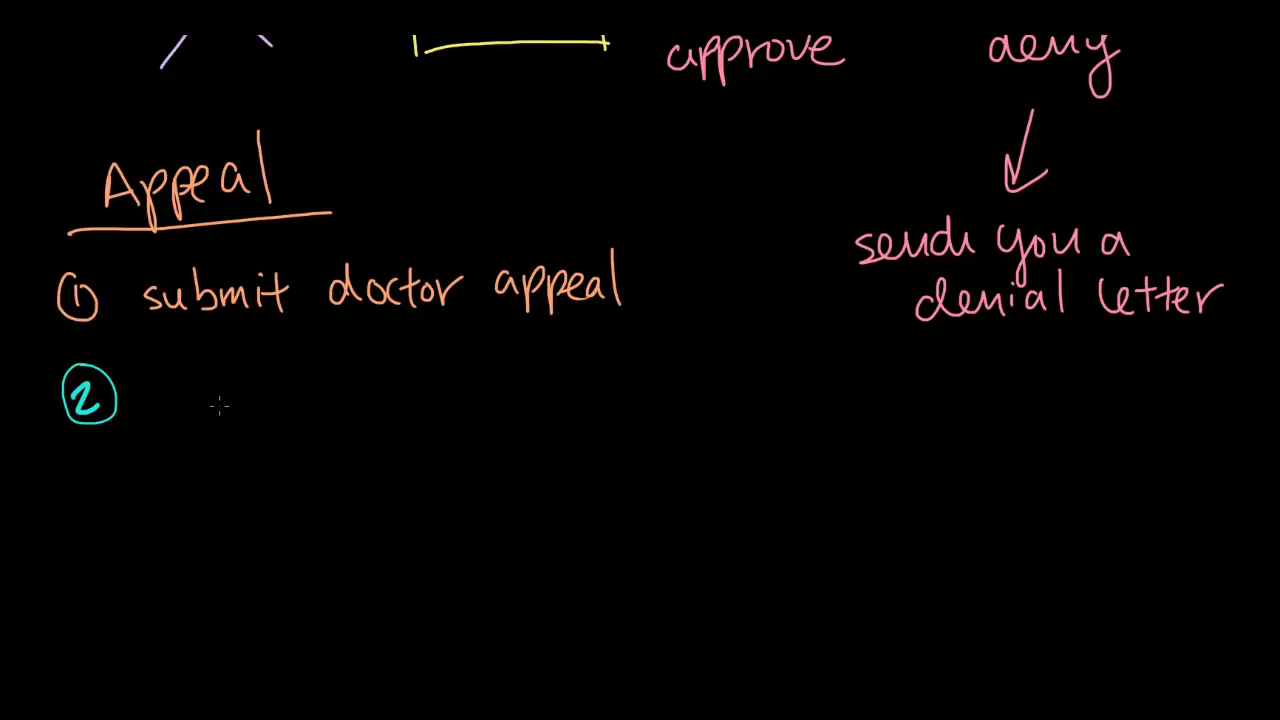 approve deny
Appeal
① submit doctor appeal
sends you a
denial letter
②